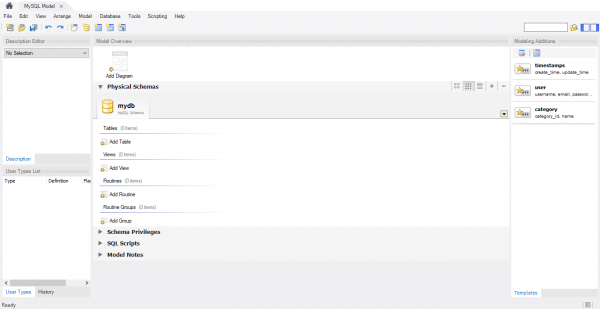 MySQL Model
File Edit View Arrange Model Database Tools Scripting Help
Description Editor
No Selection
Description
User Types List
Type Definition Fla
User Types History
Model Overview
Add Diagram
Physical Schemas
mydb
MySQL Schema
Tables (0 items)
Add Table
Views (0 items)
Add View
Routines (0 items)
Add Routine
Routine Groups (0 items)
Add Group
Schema Privileges
SQL Scripts
Model Notes
Modeling Additions
timestamps
create_time, update_time
user
username, email, passwor...
category
category_id, name
Templates
Ready